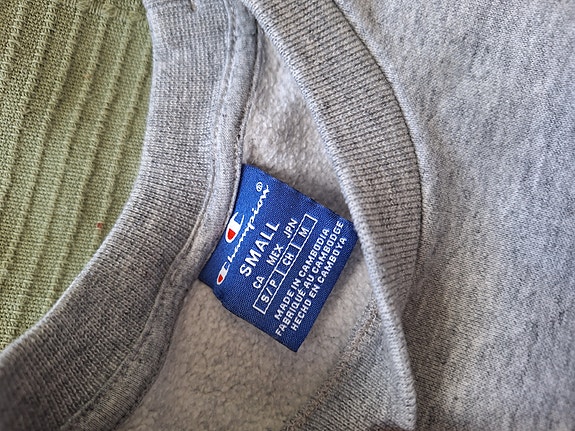 Champion®
SMALL
CA MEX JPN
S/P CH M
MADE IN CAMBODIA
FABRIQUÉ AU CAMBODGE
HECHO EN CAMBOYA